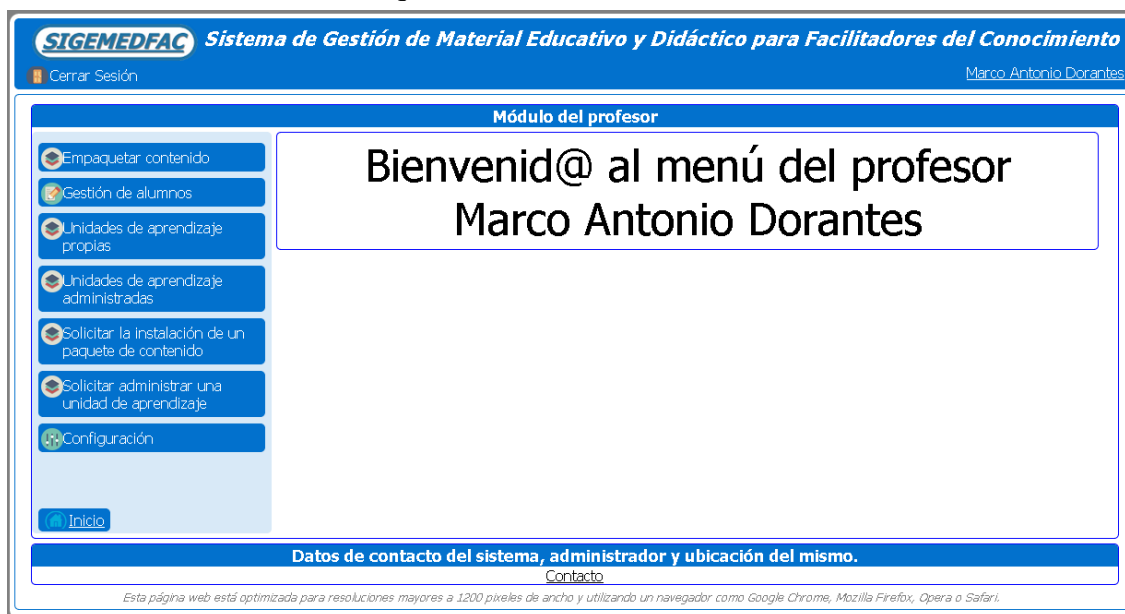 SIGEMEDFAC Sistema de Gestión de Material Educativo y Didáctico para Facilitadores del Conocimiento
Cerrar Sesión
Marco Antonio Dorantes
Módulo del profesor
Empaquetar contenido
Gestión de alumnos
Unidades de aprendizaje
propias
Unidades de aprendizaje
administradas
Solicitar la instalación de un
paquete de contenido
Solicitar administrar una
unidad de aprendizaje
Configuración
Inicio
Bienvenid@ al menú del profesor
Marco Antonio Dorantes
Datos de contacto del sistema, administrador y ubicación del mismo.
Contacto
Esta página web está optimizada para resoluciones mayores a 1200 pixeles de ancho y utilizando un navegador como Google Chrome, Mozilla Firefox, Opera o Safari.